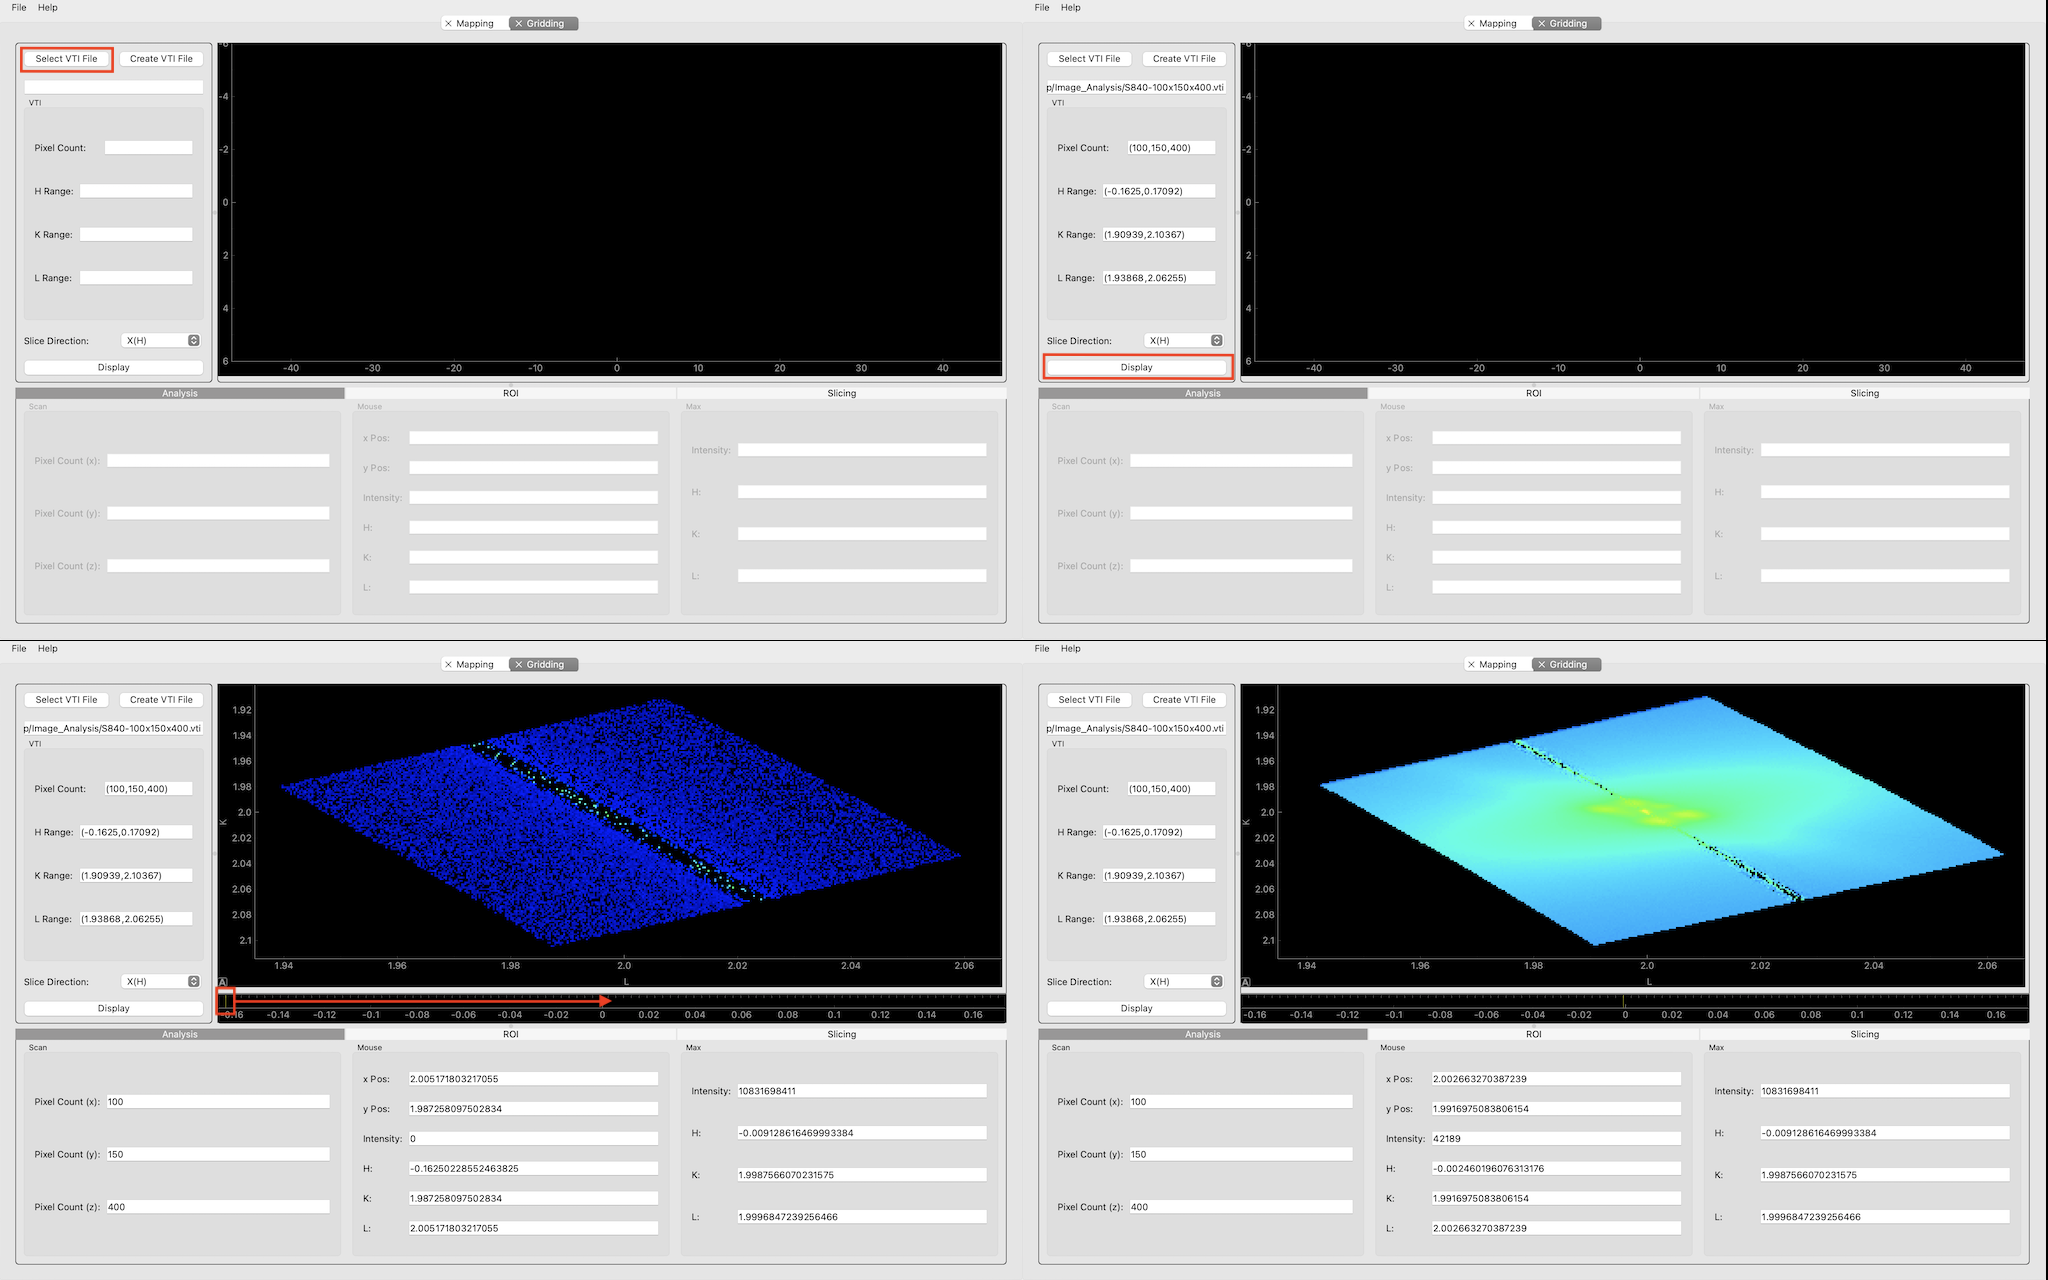 File Help
× Mapping × Gridding
Select VTI File Create VTI File
VTI
Pixel Count:
H Range:
K Range:
L Range:
Slice Direction: X(H)
Display
-6
-4
-2
0
2
4
6
-40 -30 -20 -10 0 10 20 30 40
Analysis ROI Slicing
Scan
Pixel Count (x):
Pixel Count (y):
Pixel Count (z):
Mouse
x Pos:
y Pos:
Intensity:
H:
K:
L:
Max
Intensity:
H:
K:
L:
File Help
× Mapping × Gridding
Select VTI File Create VTI File
p/Image_Analysis/S840-100x150x400.vti
VTI
Pixel Count: (100,150,400)
H Range: (-0.1625,0.17092)
K Range: (1.90939,2.10367)
L Range: (1.93868,2.06255)
Slice Direction: X(H)
Display
-6
-4
-2
0
2
4
6
-40 -30 -20 -10 0 10 20 30 40
Analysis ROI Slicing
Scan
Pixel Count (x):
Pixel Count (y):
Pixel Count (z):
Mouse
x Pos:
y Pos:
Intensity:
H:
K:
L:
Max
Intensity:
H:
K:
L:
File Help
× Mapping × Gridding
Select VTI File Create VTI File
p/Image_Analysis/S840-100x150x400.vti
VTI
Pixel Count: (100,150,400)
H Range: (-0.1625,0.17092)
K Range: (1.90939,2.10367)
L Range: (1.93868,2.06255)
Slice Direction: X(H)
Display
1.92
1.94
1.96
1.98
2.0
2.02
2.04
2.06
2.08
2.1
K
1.94 1.96 1.98 2.0 2.02 2.04 2.06
A L
-0.16 -0.14 -0.12 -0.1 -0.08 -0.06 -0.04 -0.02 0 0.02 0.04 0.06 0.08 0.1 0.12 0.14 0.16
Analysis ROI Slicing
Scan
Pixel Count (x): 100
Pixel Count (y): 150
Pixel Count (z): 400
Mouse
x Pos: 2.005171803217055
y Pos: 1.987258097502834
Intensity: 0
H: -0.16250228552463825
K: 1.987258097502834
L: 2.005171803217055
Max
Intensity: 10831698411
H: -0.009128616469993384
K: 1.9987566070231575
L: 1.9996847239256466
File Help
× Mapping × Gridding
Select VTI File Create VTI File
p/Image_Analysis/S840-100x150x400.vti
VTI
Pixel Count: (100,150,400)
H Range: (-0.1625,0.17092)
K Range: (1.90939,2.10367)
L Range: (1.93868,2.06255)
Slice Direction: X(H)
Display
1.92
1.94
1.96
1.98
2.0
2.02
2.04
2.06
2.08
2.1
K
1.94 1.96 1.98 2.0 2.02 2.04 2.06
A L
-0.16 -0.14 -0.12 -0.1 -0.08 -0.06 -0.04 -0.02 0 0.02 0.04 0.06 0.08 0.1 0.12 0.14 0.16
Analysis ROI Slicing
Scan
Pixel Count (x): 100
Pixel Count (y): 150
Pixel Count (z): 400
Mouse
x Pos: 2.002663270387239
y Pos: 1.9916975083806154
Intensity: 42189
H: -0.002460196076313176
K: 1.9916975083806154
L: 2.002663270387239
Max
Intensity: 10831698411
H: -0.009128616469993384
K: 1.9987566070231575
L: 1.9996847239256466